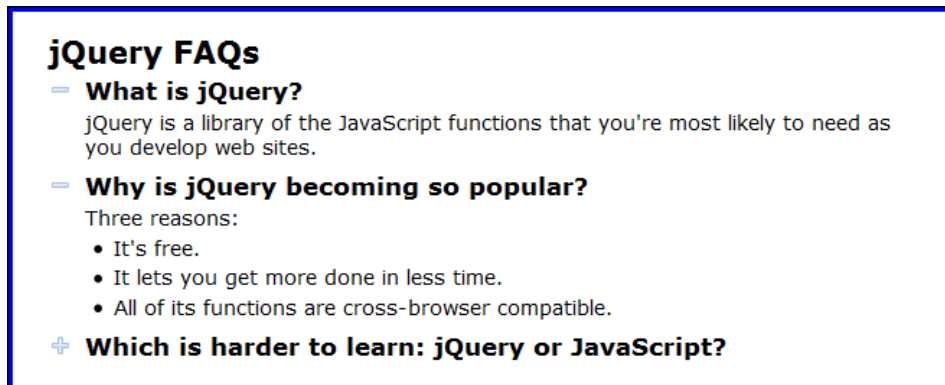 jQuery FAQs
What is jQuery?
jQuery is a library of the JavaScript functions that you're most likely to need as
you develop web sites.
Why is jQuery becoming so popular?
Three reasons:
• It's free.
• It lets you get more done in less time.
• All of its functions are cross-browser compatible.
Which is harder to learn: jQuery or JavaScript?